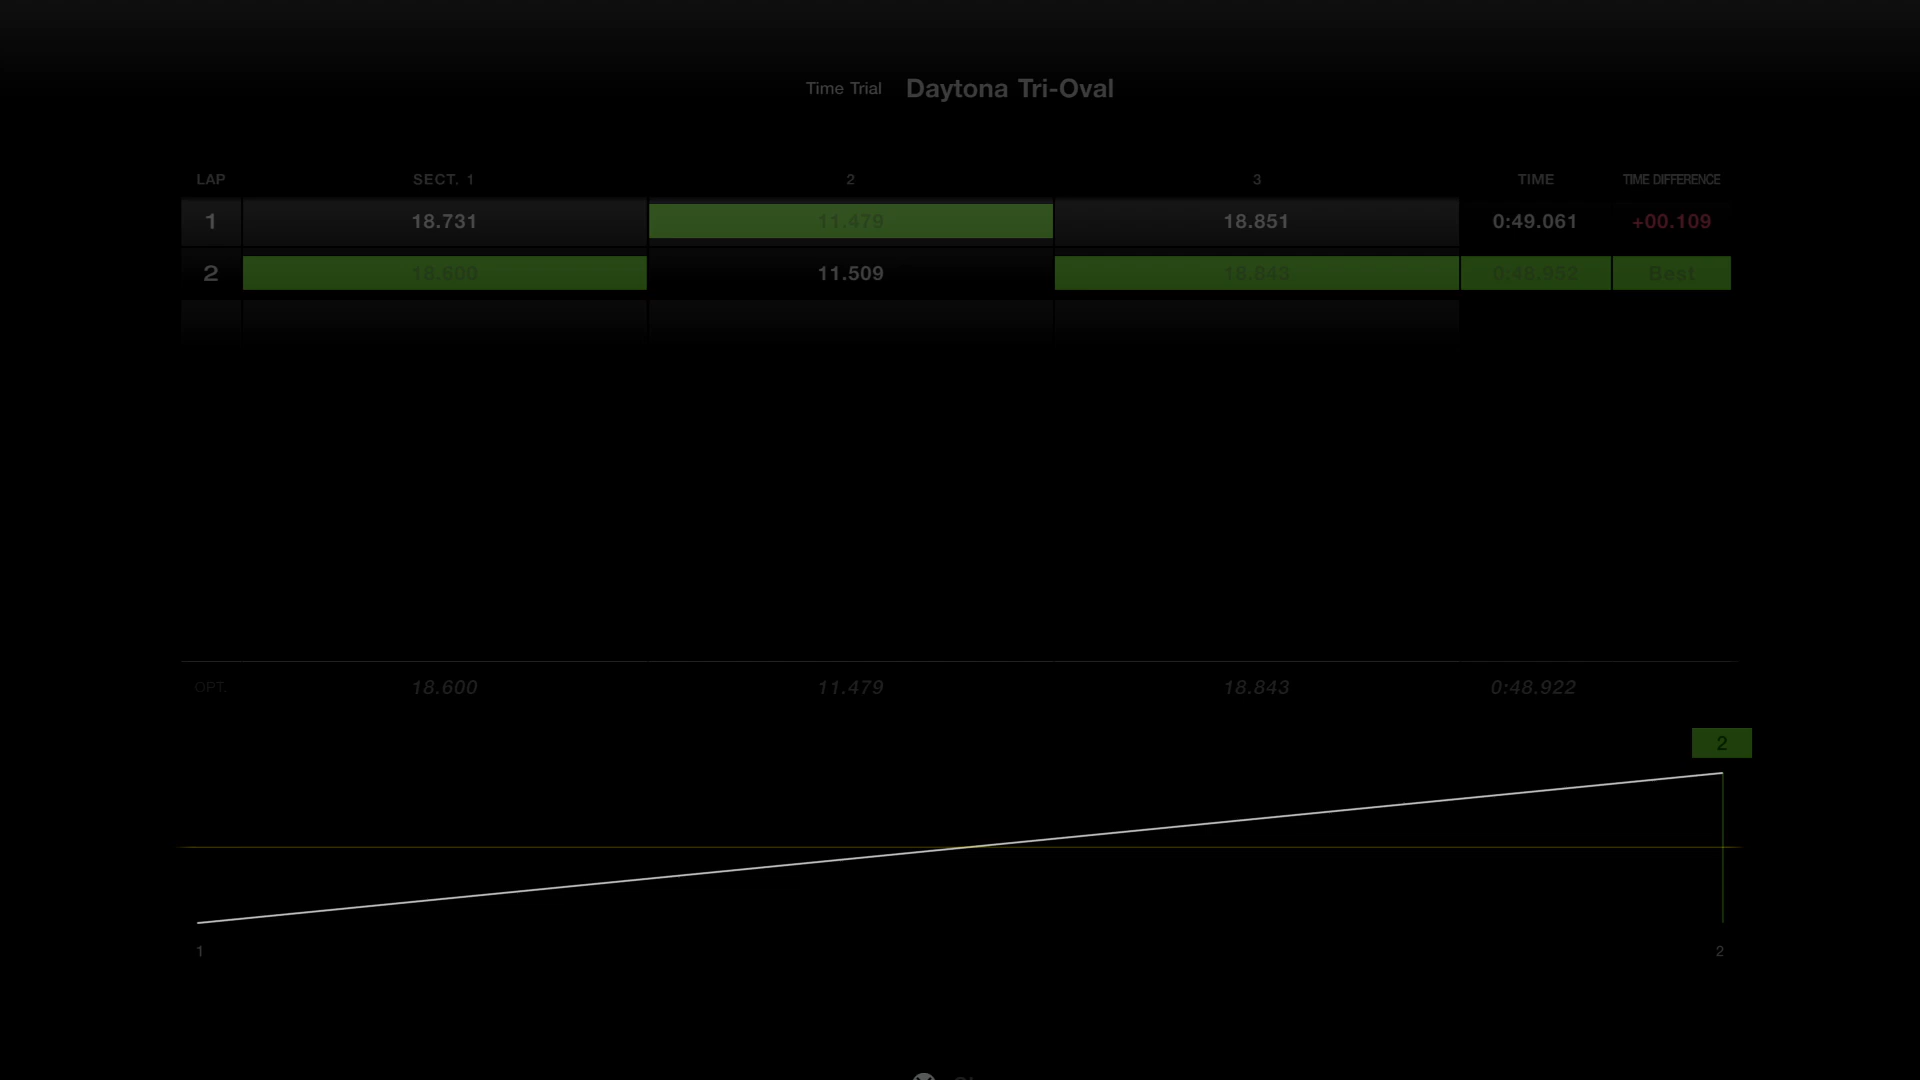 Time Trial Daytona Tri-Oval
LAP SECT. 1 2 3 TIME TIME DIFFERENCE
1 18.731 11.479 18.851 0:49.061 +00.109
2 18.600 11.509 18.843 0:48.952 Best
OPT. 18.600 11.479 18.843 0:48.922
2
1 2